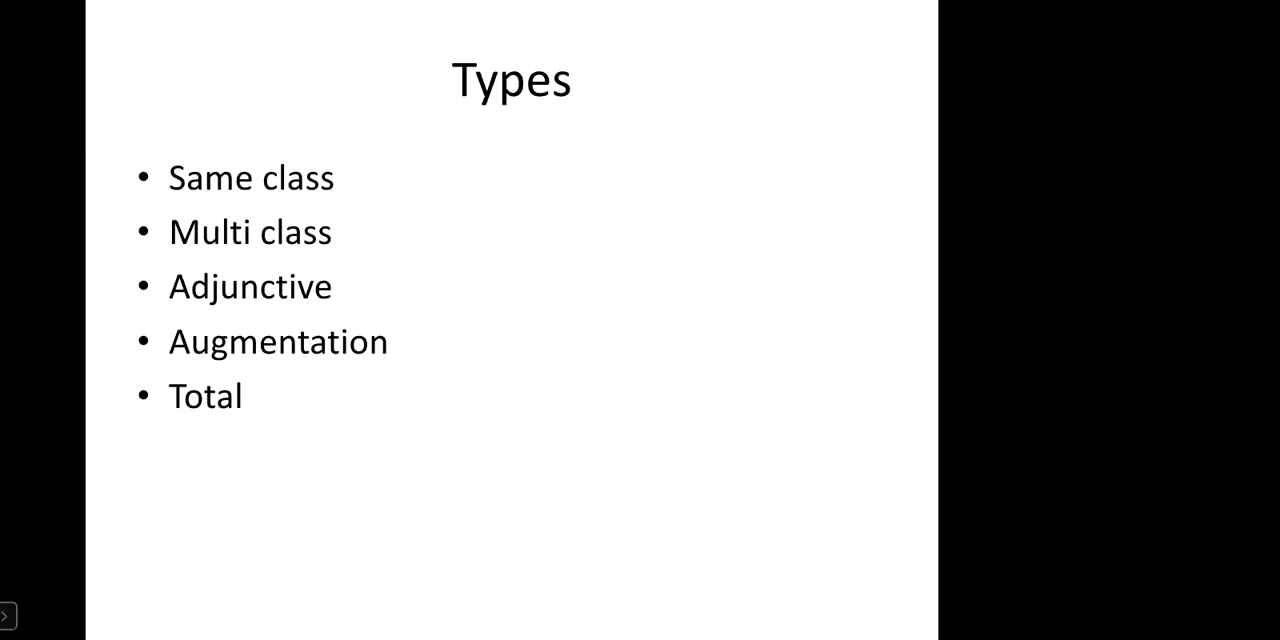 Types
• Same class
• Multi class
• Adjunctive
• Augmentation
• Total